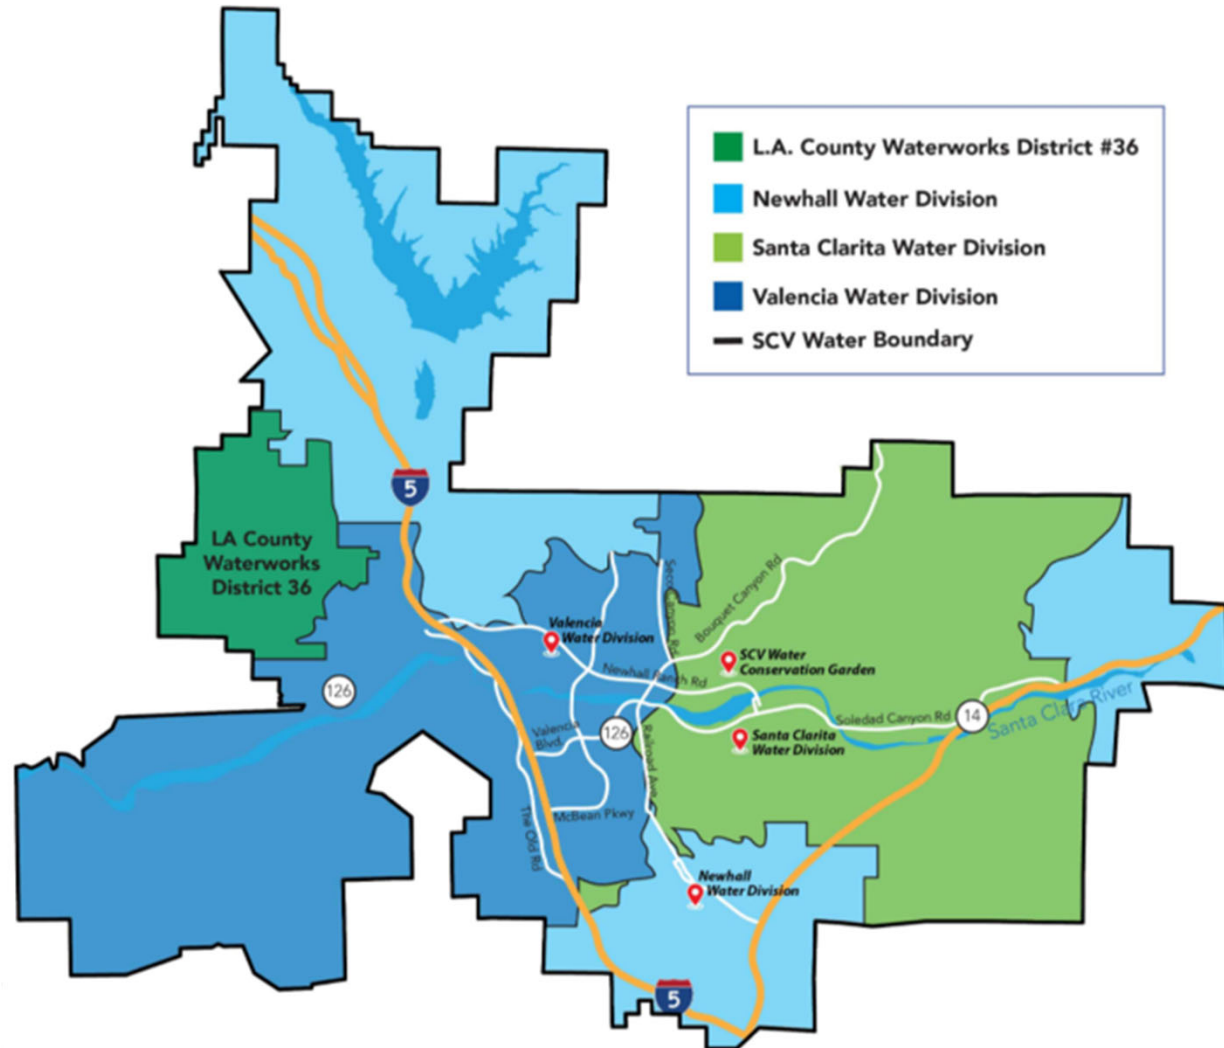 L.A. County Waterworks District #36
Newhall Water Division
Santa Clarita Water Division
Valencia Water Division
SCV Water Boundary
5
LA County
Waterworks
District 36
Seco Canyon Rd
Bouquet Canyon Rd
Valencia
Water Division
SCV Water
Conservation Garden
Newhall Ranch Rd
126
Santa Clara River
14
Soledad Canyon Rd
Valencia
Blvd
126
Santa Clarita
Water Division
Railroad Ave
McBean Pkwy
The Old Rd
Newhall
Water Division
5